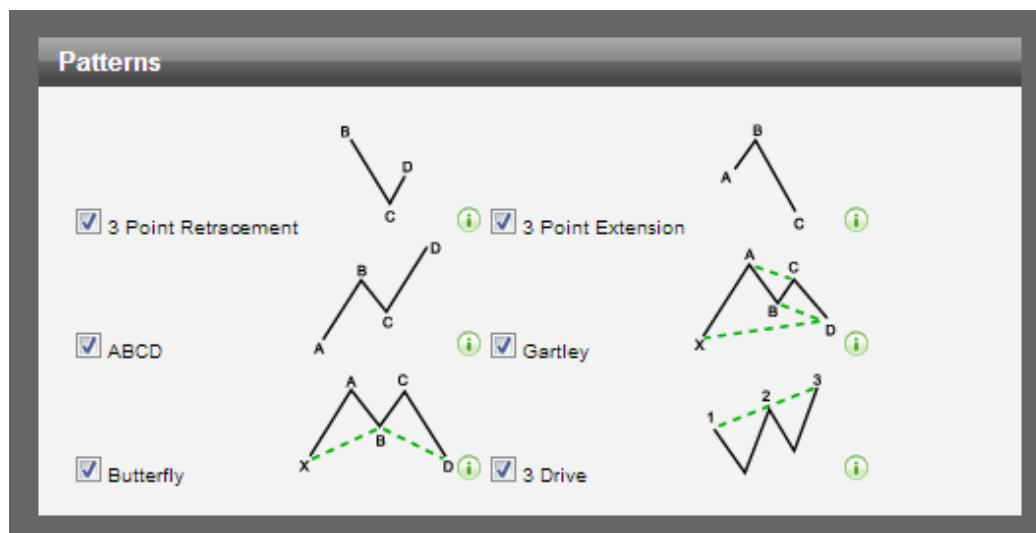 Patterns
B
D
C
3 Point Retracement
B
A
C
3 Point Extension
D
B
C
A
ABCD
A
C
B
D
X
Gartley
A
C
B
X
D
Butterfly
3
2
1
3 Drive